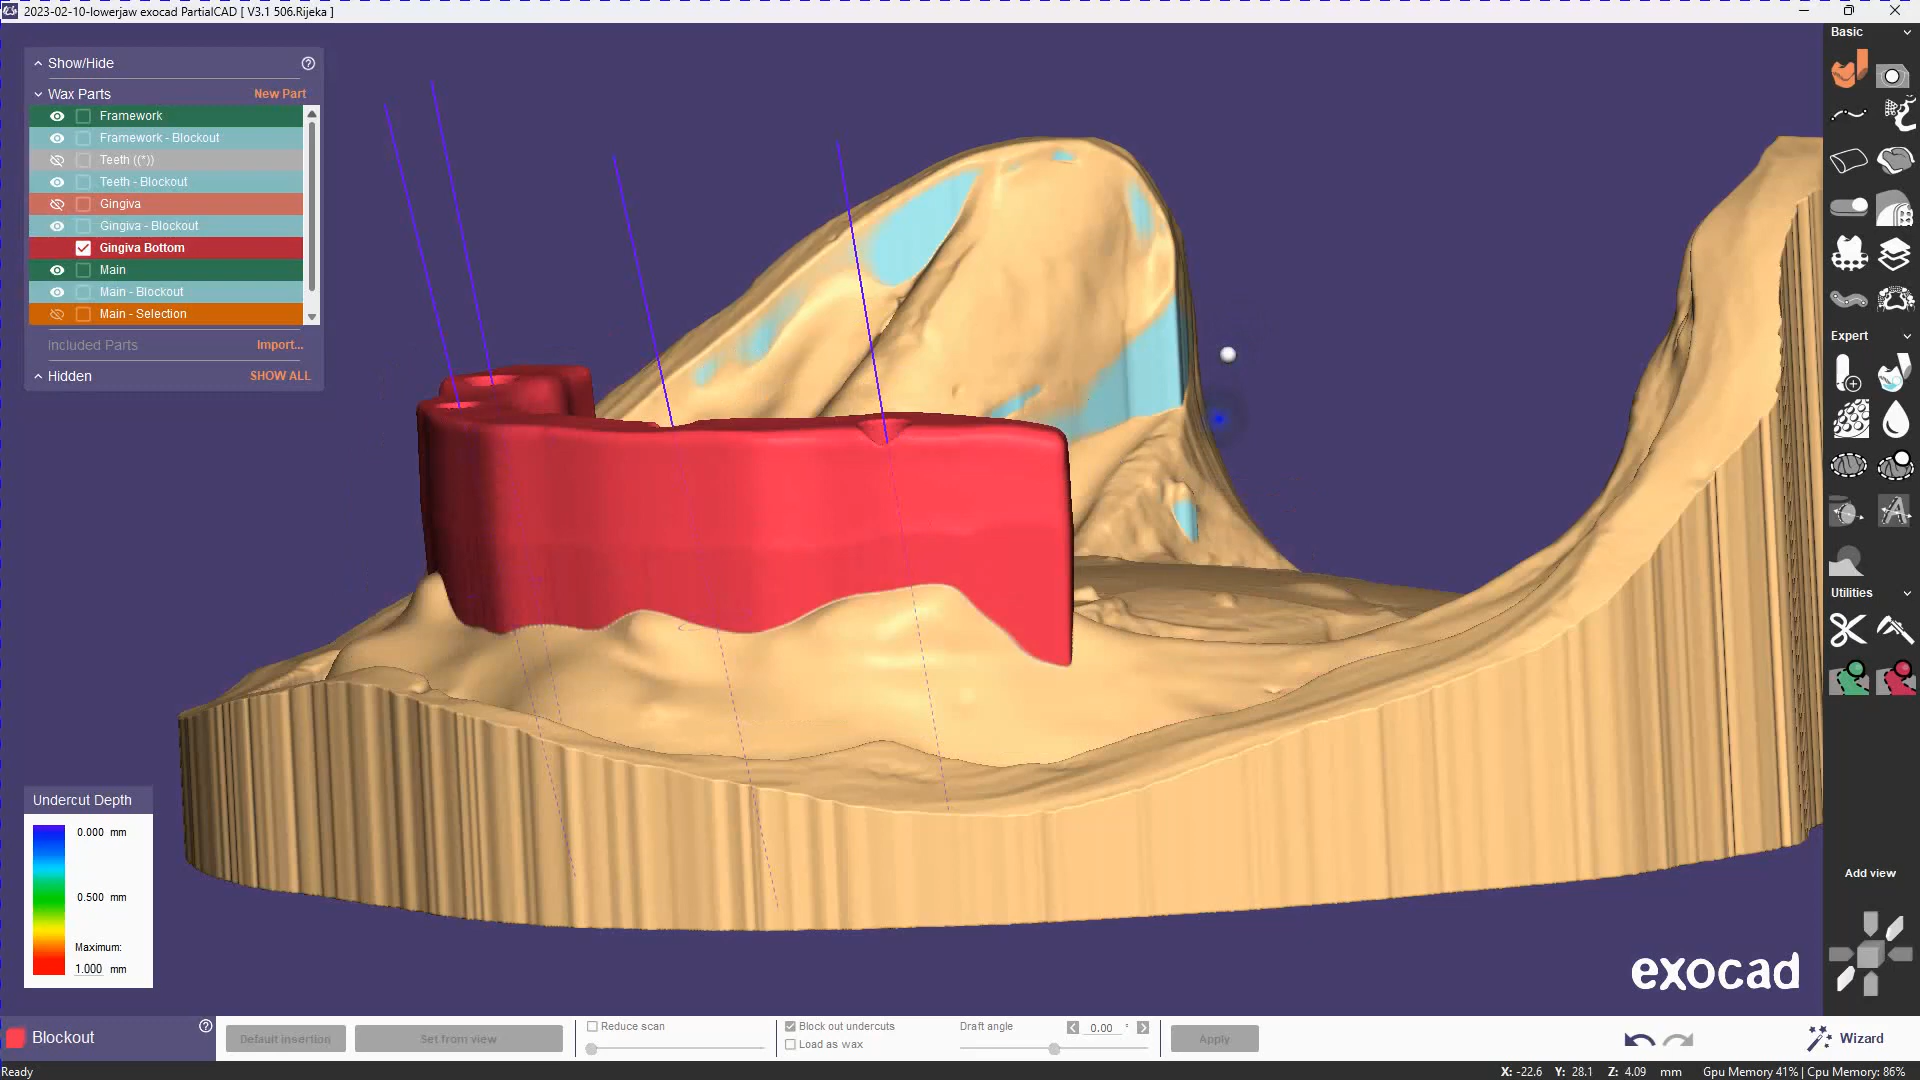 2023-02-10-lowerjaw exocad PartialCAD [ V3.1 506.Rijeka ]
Show/Hide
Wax Parts
New Part
Framework
Framework - Blockout
Teeth ((*))
Teeth - Blockout
Gingiva
Gingiva - Blockout
Gingiva Bottom
Main
Main - Blockout
Main - Selection
Included Parts
Import...
Hidden
SHOW ALL
Basic
Expert
Utilities
Add view
Undercut Depth
0.000 mm
0.500 mm
Maximum:
1.000 mm
exocad
Blockout
Default insertion
Set from view
Reduce scan
Block out undercuts
Load as wax
Draft angle
0.00 °
Apply
Wizard
Ready
X: -22.6 Y: 28.1 Z: 4.09 mm
Gpu Memory 41% | Cpu Memory: 86%